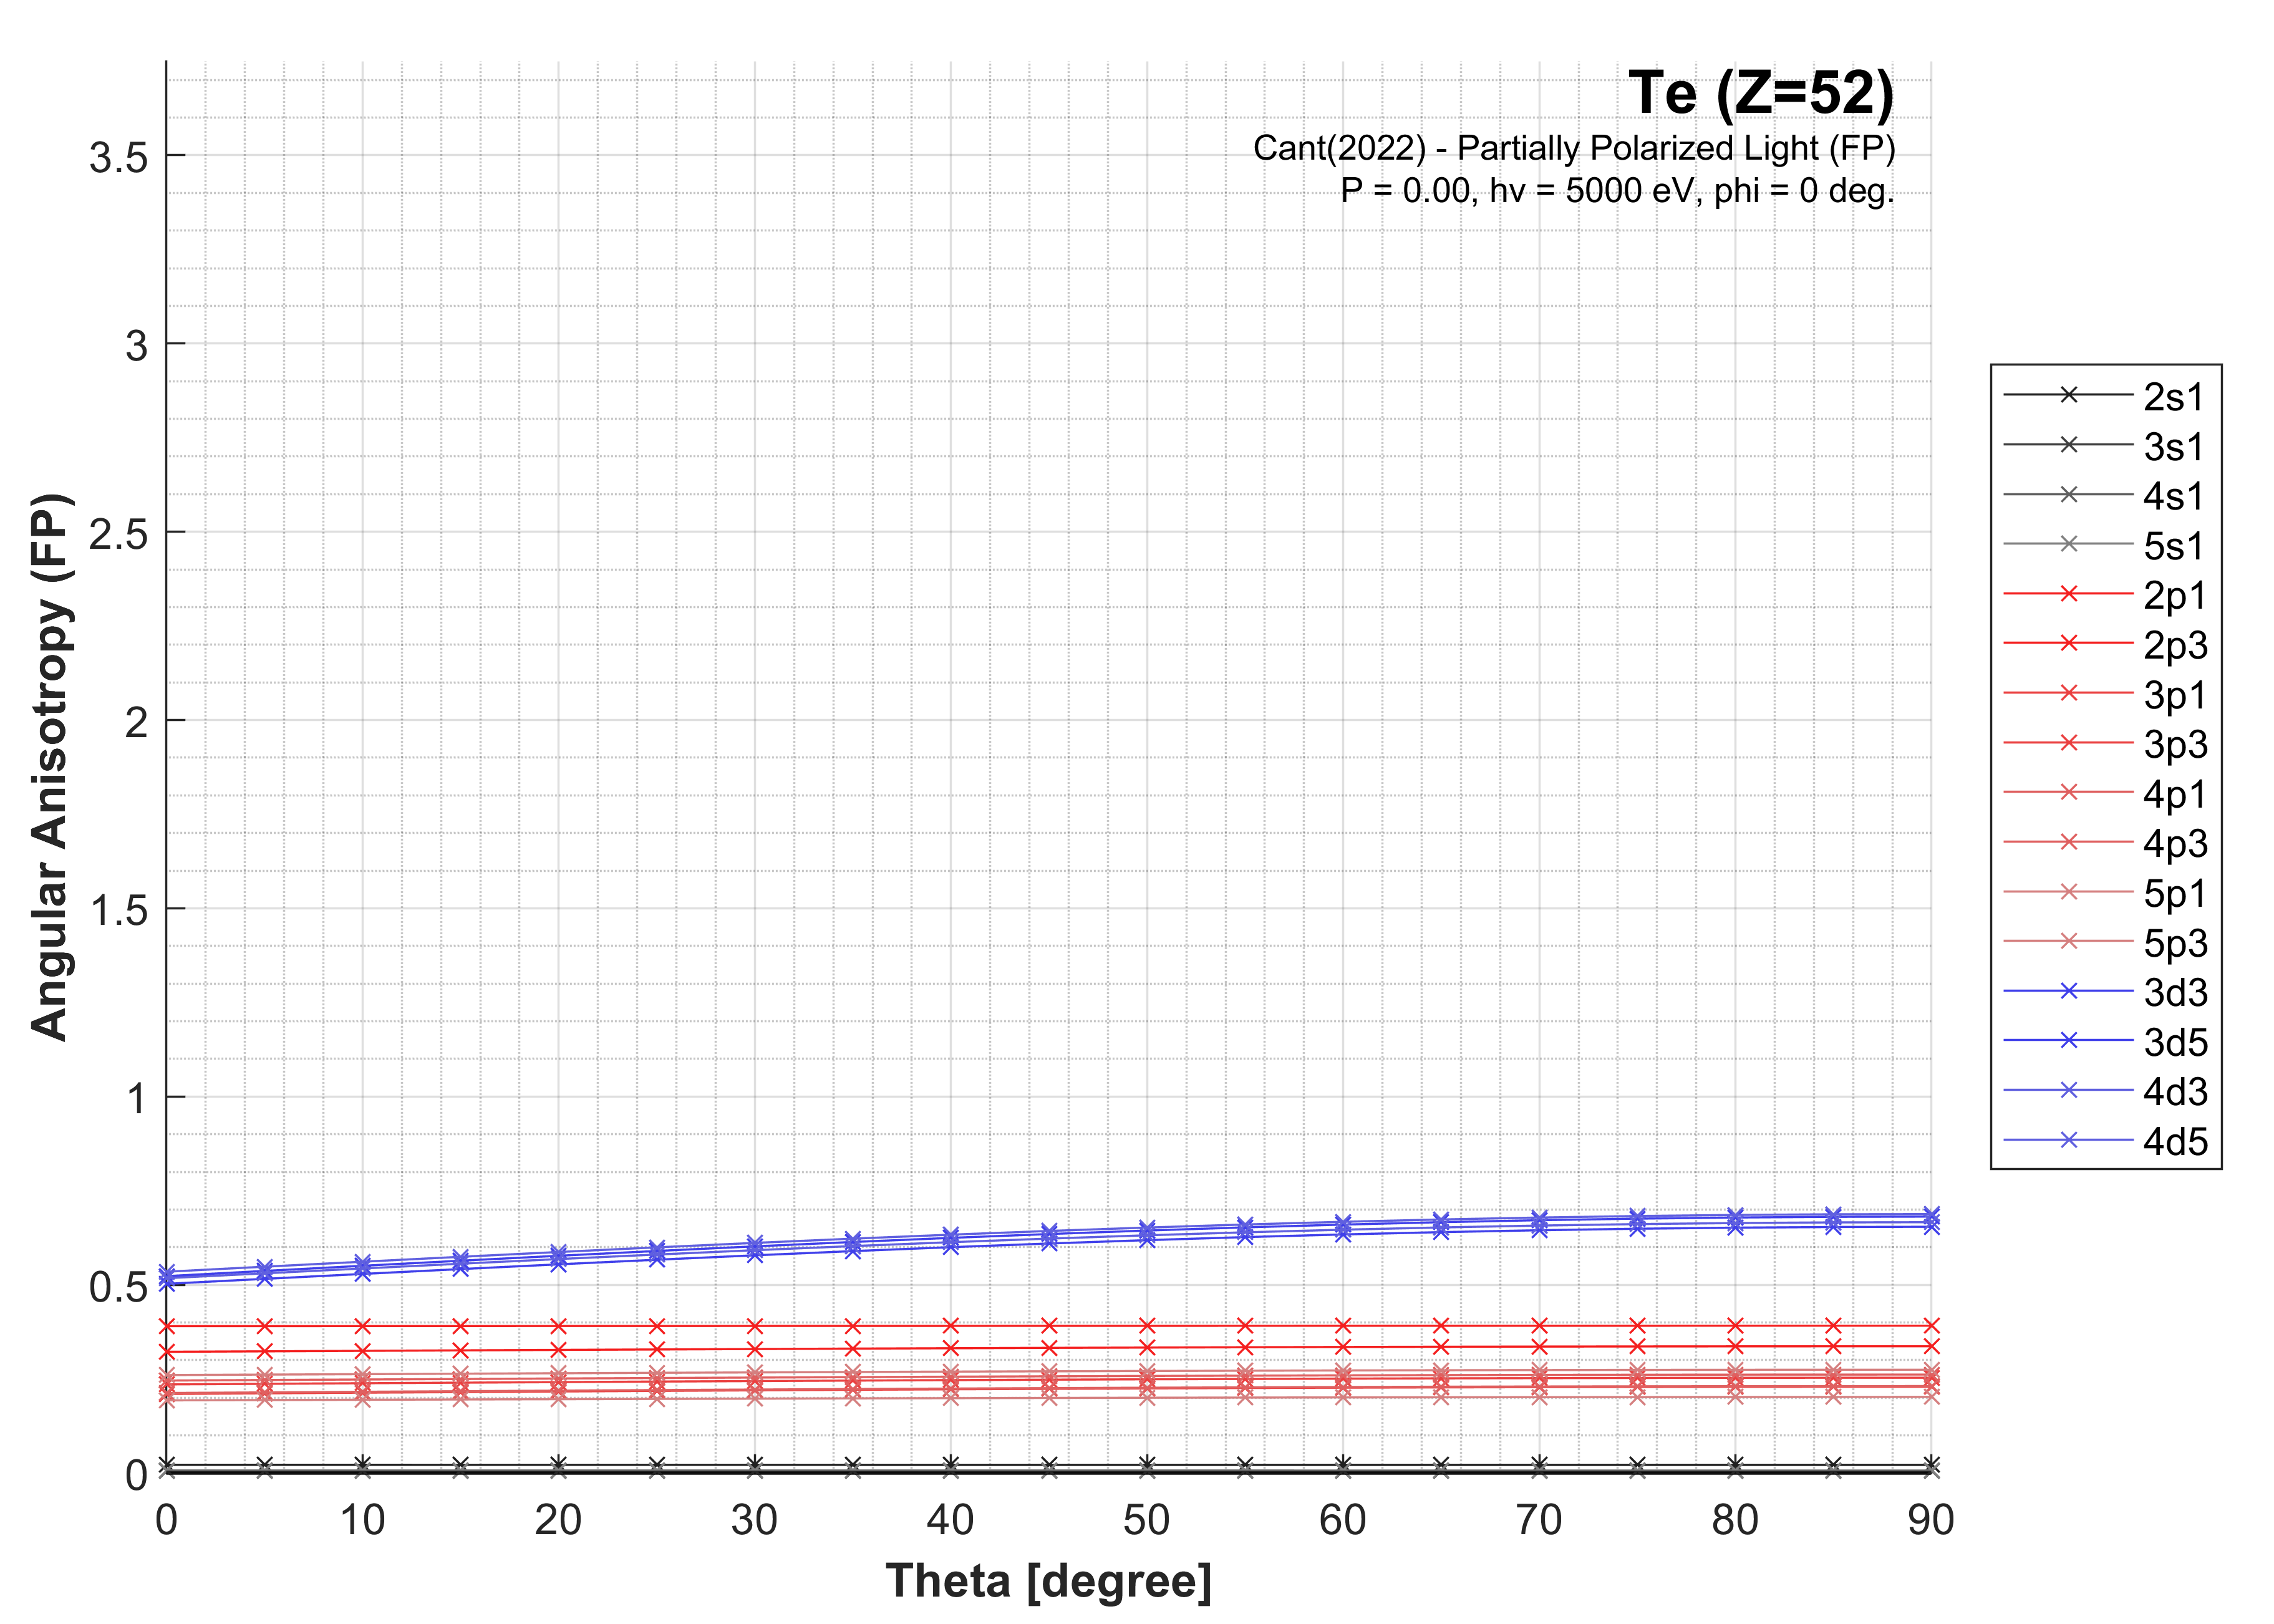 Te (Z=52)
Cant(2022) - Partially Polarized Light (FP)
P = 0.00, hv = 5000 eV, phi = 0 deg.
Angular Anisotropy (FP)
3.5
3
2.5
2
1.5
1
0.5
0
0 10 20 30 40 50 60 70 80 90
Theta [degree]
2s1
3s1
4s1
5s1
2p1
2p3
3p1
3p3
4p1
4p3
5p1
5p3
3d3
3d5
4d3
4d5